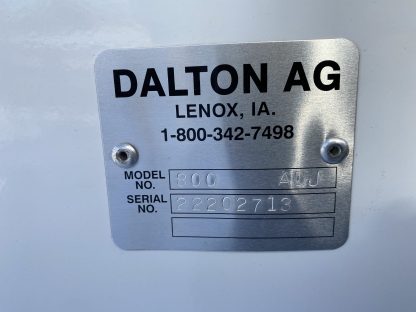 DALTON AG
LENOX, IA.
1-800-342-7498
MODEL NO. 800 AWJ
SERIAL NO. 22202713